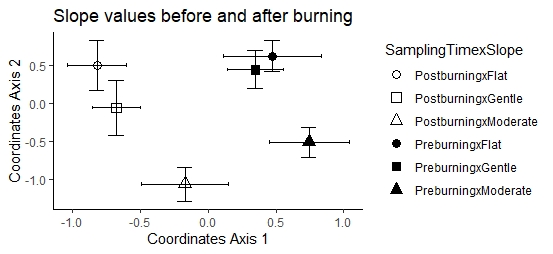 Slope values before and after burning
Coordinates Axis 2
0.5
0.0
-0.5
-1.0
-1.0
-0.5
0.0
0.5
1.0
Coordinates Axis 1
SamplingTimexSlope
PostburningxFlat
PostburningxGentle
PostburningxModerate
PreburningxFlat
PreburningxGentle
PreburningxModerate